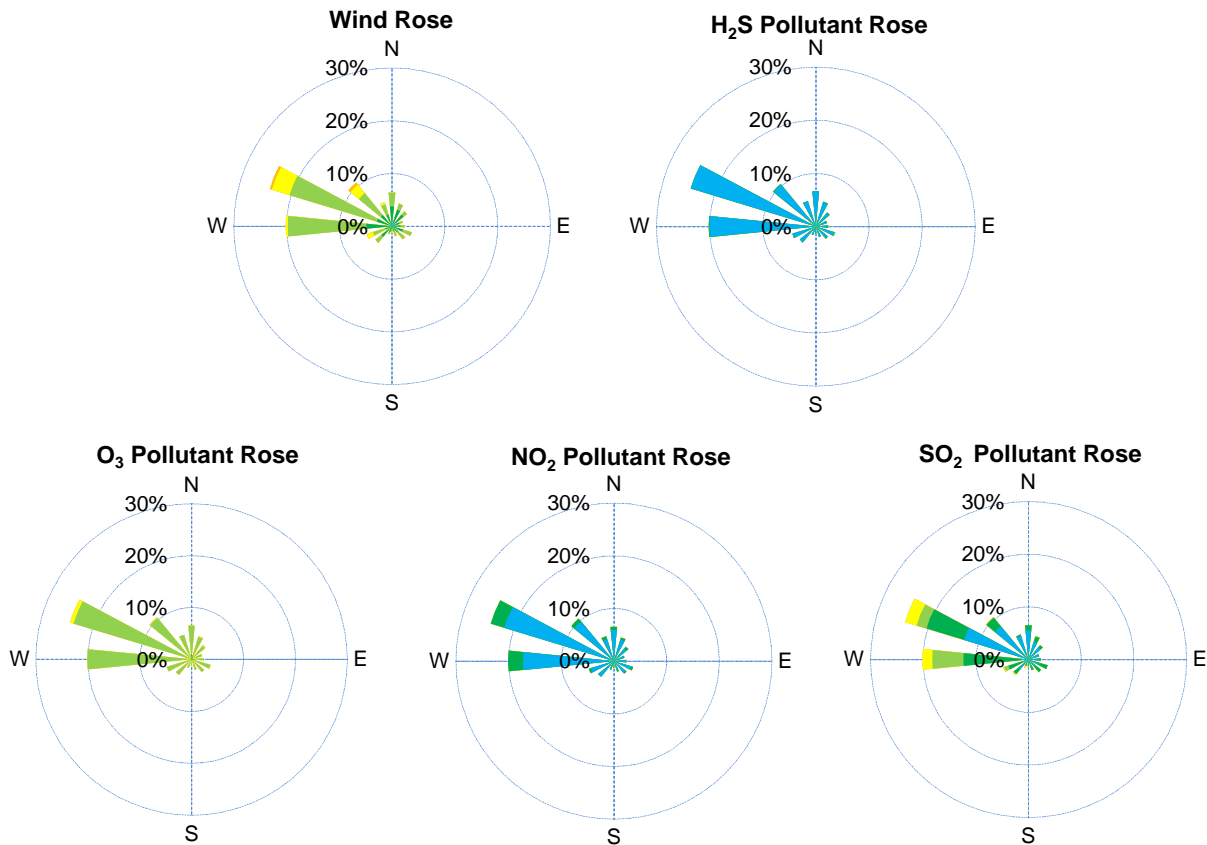 Wind Rose
N
30%
20%
10%
0%
W
E
S
H₂S Pollutant Rose
N
30%
20%
10%
0%
W
E
S
O₃ Pollutant Rose
N
30%
20%
10%
0%
W
E
S
NO₂ Pollutant Rose
N
30%
20%
10%
0%
W
E
S
SO₂ Pollutant Rose
N
30%
20%
10%
0%
W
E
S